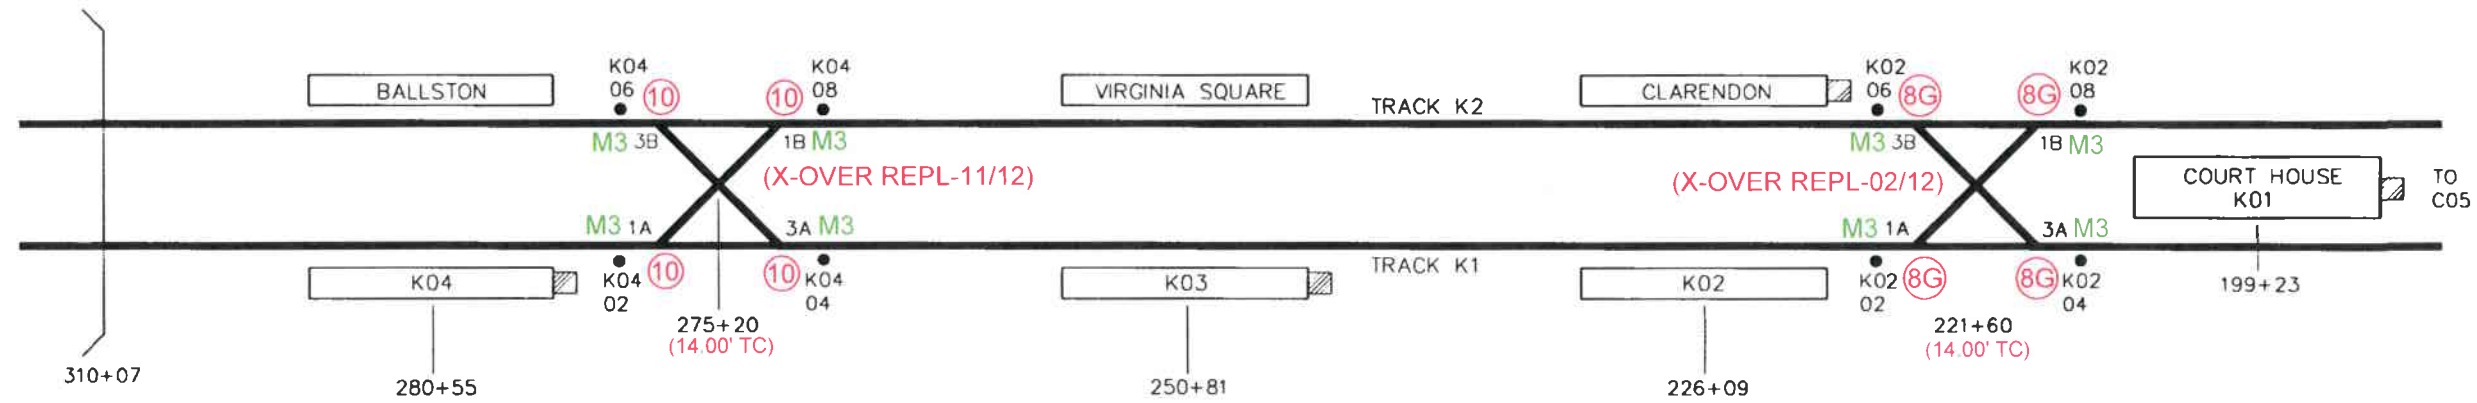 K04
06
10
10
K04
08
K02
06
8G
8G
K02
08
BALLSTON
VIRGINIA SQUARE
TRACK K2
CLARENDON
M3 3B
1B M3
M3 3B
1B M3
(X-OVER REPL-11/12)
(X-OVER REPL-02/12)
COURT HOUSE
K01
TO
C05
M3 1A
3A M3
M3 1A
3A M3
K04
K04
02
10
10
K04
04
K03
TRACK K1
K02
K02
02
8G
8G
K02
04
199+23
275+20
(14.00' TC)
221+60
(14.00' TC)
310+07
280+55
250+81
226+09